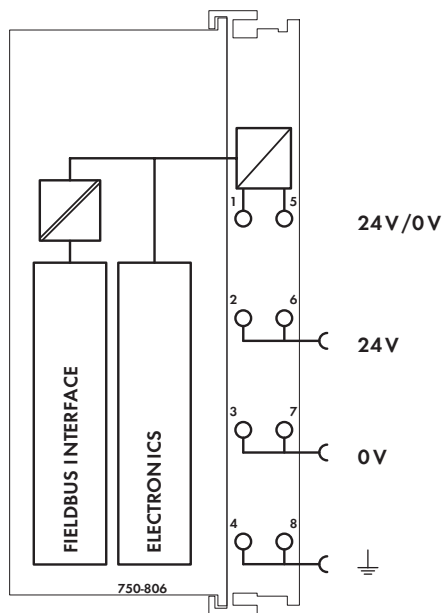 1 5
24V/0V
2 6
24V
3 7
0V
4 8
FIELDBUS INTERFACE
ELECTRONICS
750-806